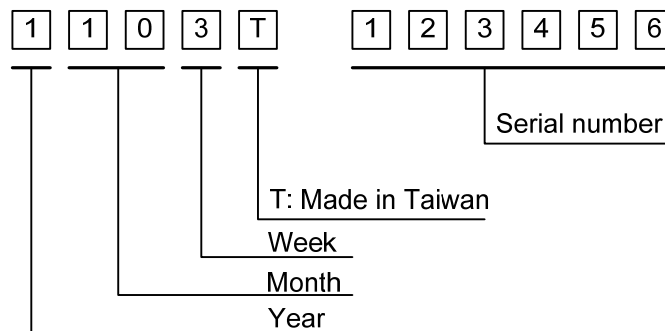 1 1 0 3 T 1 2 3 4 5 6
Serial number
T: Made in Taiwan
Week
Month
Year